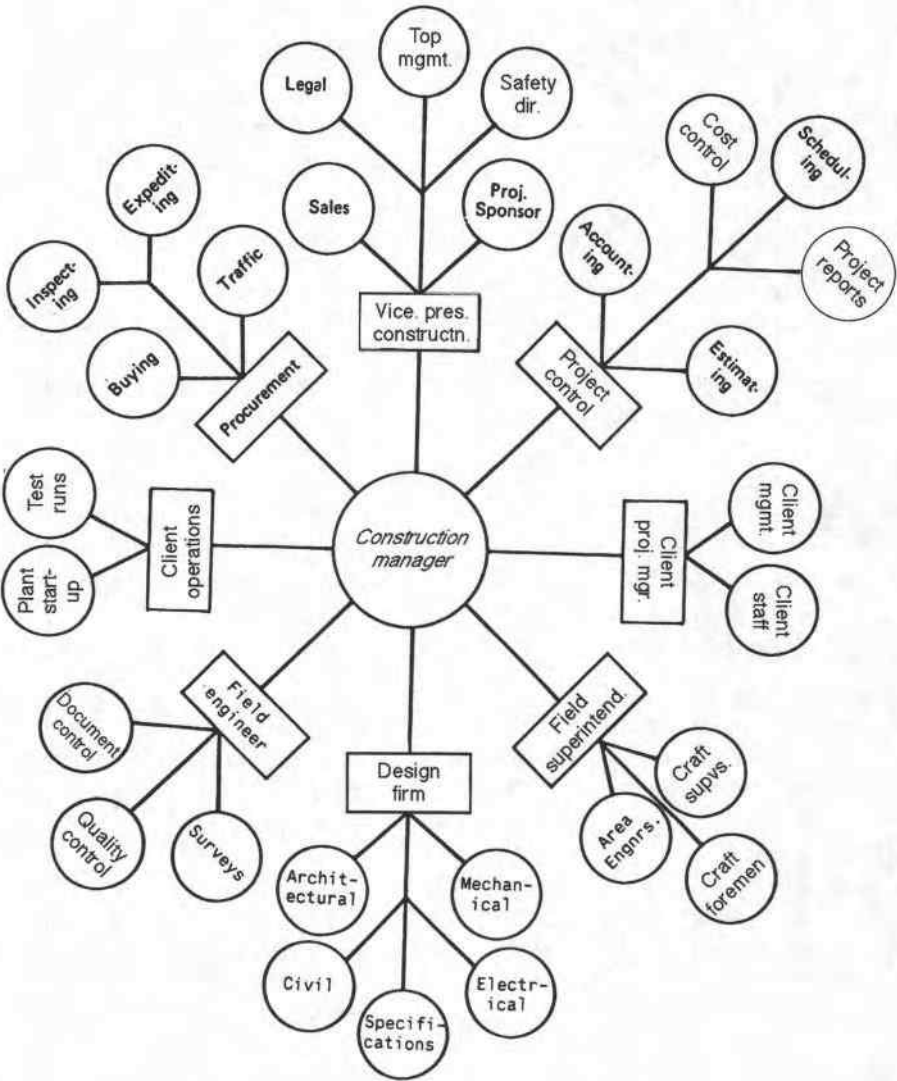 Top
mgmt.
Legal
Safety
dir.
Sales
Proj.
Sponsor
Vice. pres.
constructn.
Cost
control
Schedul-
ing
Project
reports
Account-
ing
Estimat-
ing
Project
control
Expedit-
ing
Inspect-
ing
Traffic
Buying
Procurement
Test
runs
Plant
start-
up
Client
operations
Construction
manager
Client
proj. mgr.
Client
mgmt.
Client
staff
Field
engineer
Document
control
Quality
control
Surveys
Design
firm
Archit-
ectural
Mechan-
ical
Civil
Electr-
ical
Specifi-
cations
Field
superintend.
Craft
supvs.
Area
Engnrs.
Craft
foremen